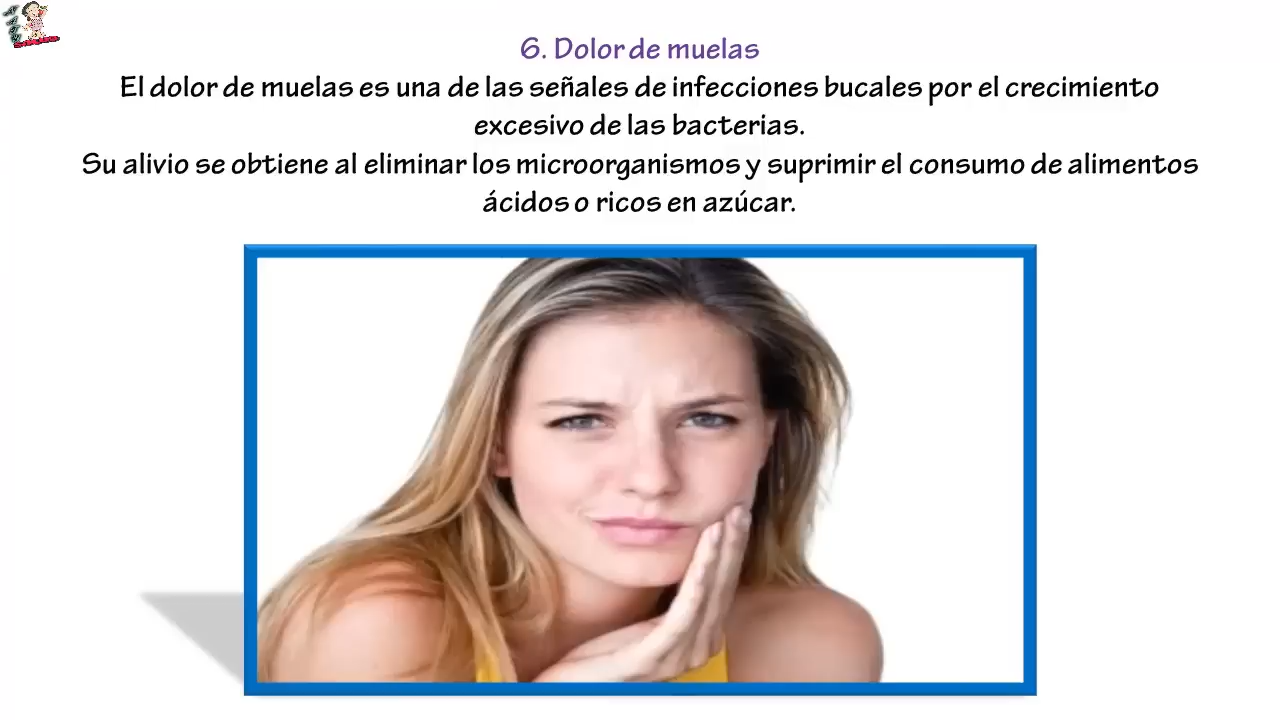 6. Dolor de muelas
El dolor de muelas es una de las señales de infecciones bucales por el crecimiento
excesivo de las bacterias.
Su alivio se obtiene al eliminar los microorganismos y suprimir el consumo de alimentos
ácidos o ricos en azúcar.